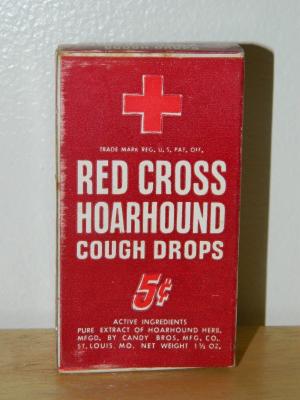 TRADE MARK REG. U. S. PAT. OFF.
RED CROSS
HOARHOUND
COUGH DROPS
5¢
ACTIVE INGREDIENTS
PURE EXTRACT OF HOARHOUND HERB.
MFGD. BY CANDY BROS. MFG. CO.
ST. LOUIS, MO. NET WEIGHT 1½ OZ.